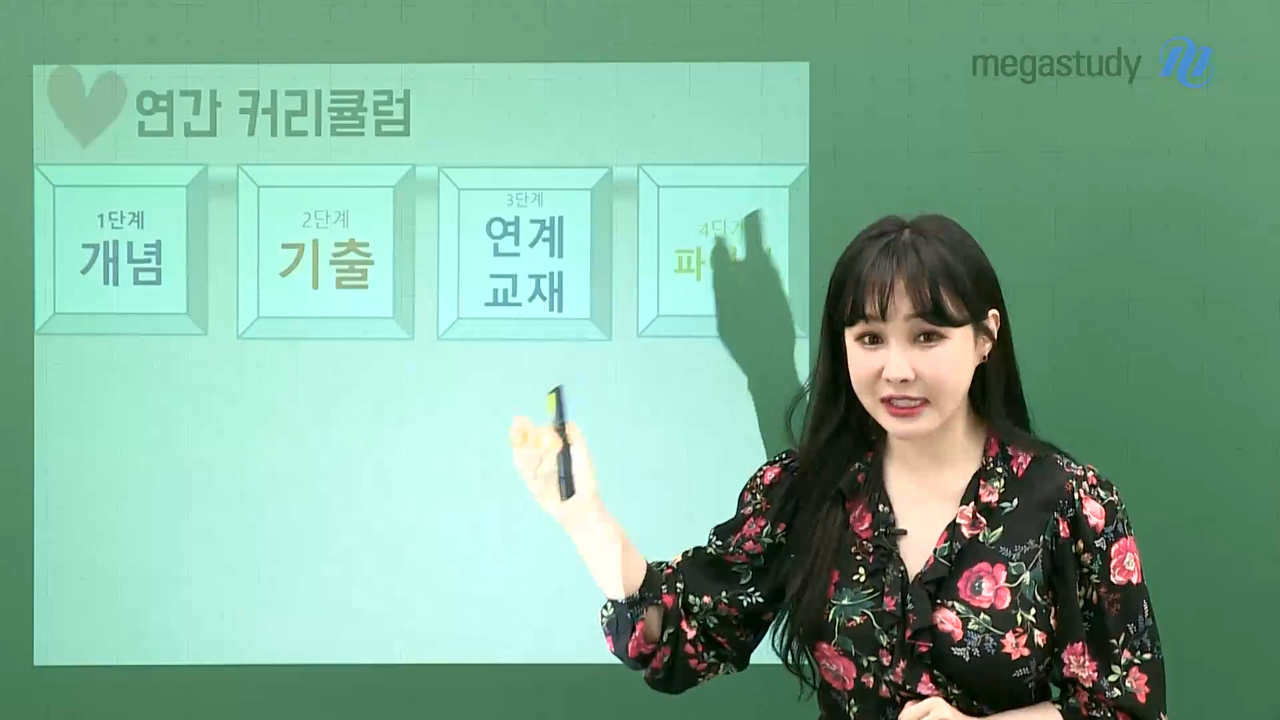 megastudy
연간 커리큘럼
1단계
개념
2단계
기출
3단계
연계
교재